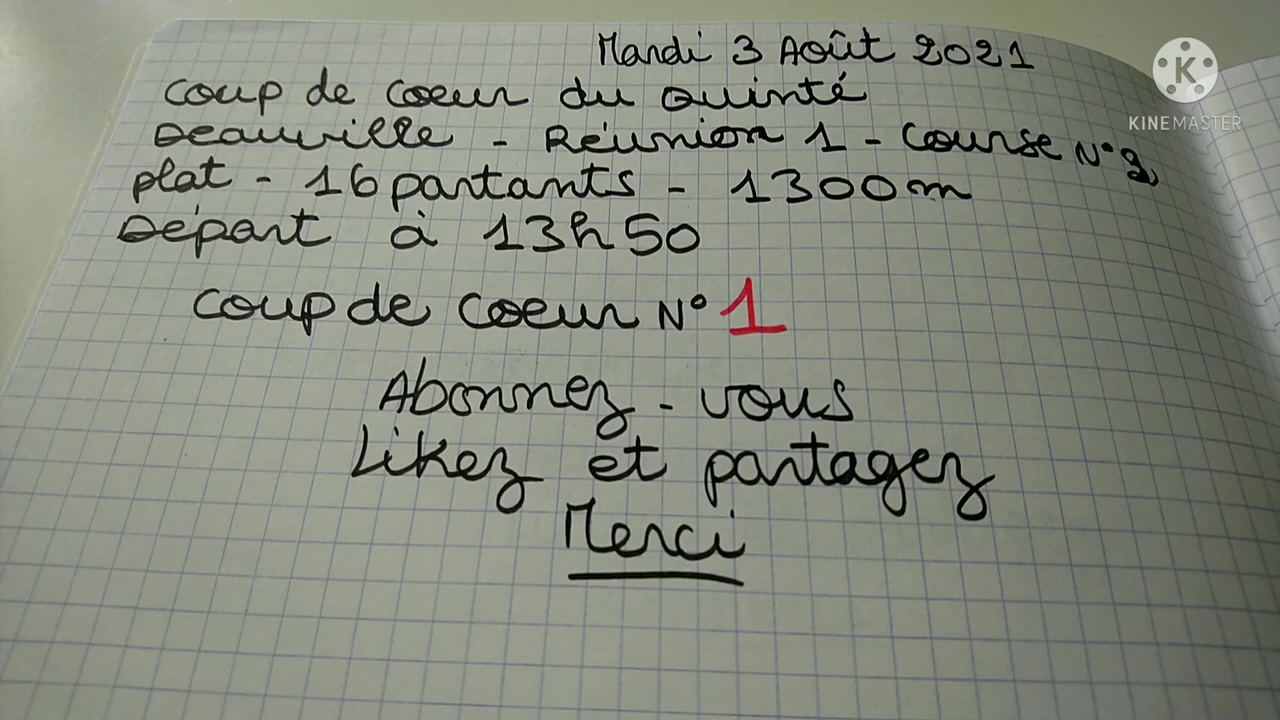 Mardi 3 Août 2021
Coup de coeur du Quinté
Deauville - Réunion 1 - Course N° 2
plat - 16 partants - 1300m
Départ à 13h50
Coup de coeur N° 1
Abonnez-vous
Likez et partagez
Merci
K
KINEMASTER